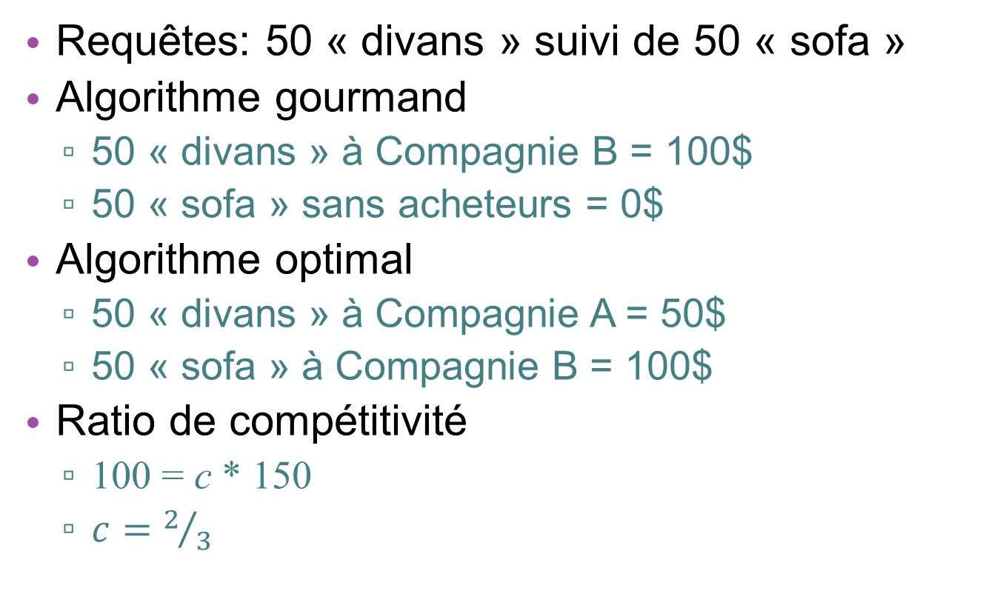 • Requêtes: 50 « divans » suivi de 50 « sofa »
• Algorithme gourmand
▫ 50 « divans » à Compagnie B = 100$
▫ 50 « sofa » sans acheteurs = 0$
• Algorithme optimal
▫ 50 « divans » à Compagnie A = 50$
▫ 50 « sofa » à Compagnie B = 100$
• Ratio de compétitivité
▫ 100 = c * 150
▫ c = 2/3